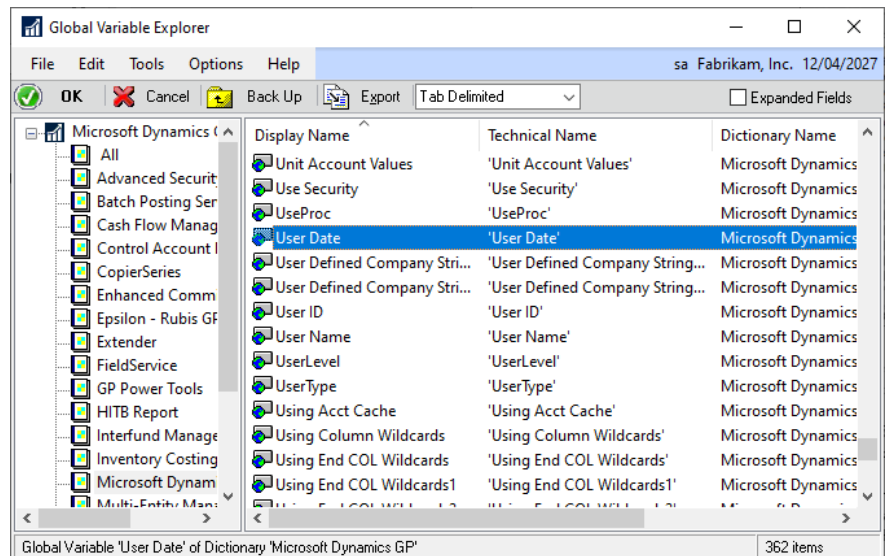 Global Variable Explorer
File Edit Tools Options Help sa Fabrikam, Inc. 12/04/2027
OK Cancel Back Up Export Tab Delimited Expanded Fields
Microsoft Dynamics (
All
Advanced Securit
Batch Posting Ser
Cash Flow Manag
Control Account
CopierSeries
Enhanced Comm
Epsilon - Rubis GP
Extender
FieldService
GP Power Tools
HITB Report
Interfund Manage
Inventory Costing
Microsoft Dynam
Multi-Entity Mana
Display Name Technical Name Dictionary Name
Unit Account Values 'Unit Account Values' Microsoft Dynamics
Use Security 'Use Security' Microsoft Dynamics
UseProc 'UseProc' Microsoft Dynamics
User Date 'User Date' Microsoft Dynamics
User Defined Company Stri... 'User Defined Company String... Microsoft Dynamics
User Defined Company Stri... 'User Defined Company String... Microsoft Dynamics
User ID 'User ID' Microsoft Dynamics
User Name 'User Name' Microsoft Dynamics
UserLevel 'UserLevel' Microsoft Dynamics
UserType 'UserType' Microsoft Dynamics
Using Acct Cache 'Using Acct Cache' Microsoft Dynamics
Using Column Wildcards 'Using Column Wildcards' Microsoft Dynamics
Using End COL Wildcards 'Using End COL Wildcards' Microsoft Dynamics
Using End COL Wildcards1 'Using End COL Wildcards1' Microsoft Dynamics
Global Variable 'User Date' of Dictionary 'Microsoft Dynamics GP' 362 items